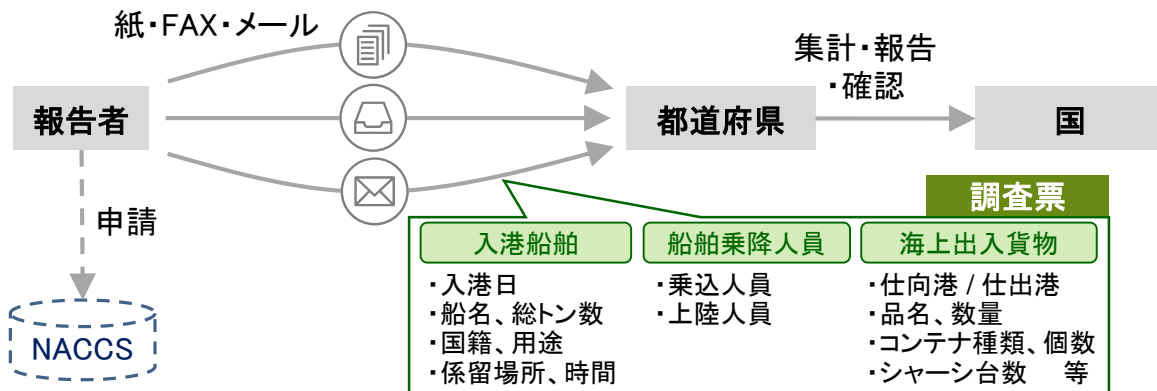 紙・FAX・メール
集計・報告
・確認
報告者
都道府県
国
申請
NACCS
調査票
入港船舶
・入港日
・船名、総トン数
・国籍、用途
・係留場所、時間
船舶乗降人員
・乗込人員
・上陸人員
海上出入貨物
・仕向港 / 仕出港
・品名、数量
・コンテナ種類、個数
・シャーシ台数　等